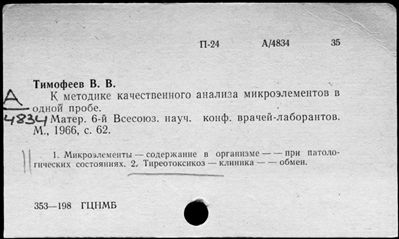 П-24 А/4834 35
Тимофеев В. В.
К методике качественного анализа микроэлементов в
А
одной пробе.
4834 Матер. 6-й Всесоюз. науч. конф. врачей-лаборантов.
М., 1966, с. 62.
1. Микроэлементы — содержание в организме — — при патоло-
гических состояниях. 2. Тиреотоксикоз — клиника — — обмен.
353—198 ГЦНМБ